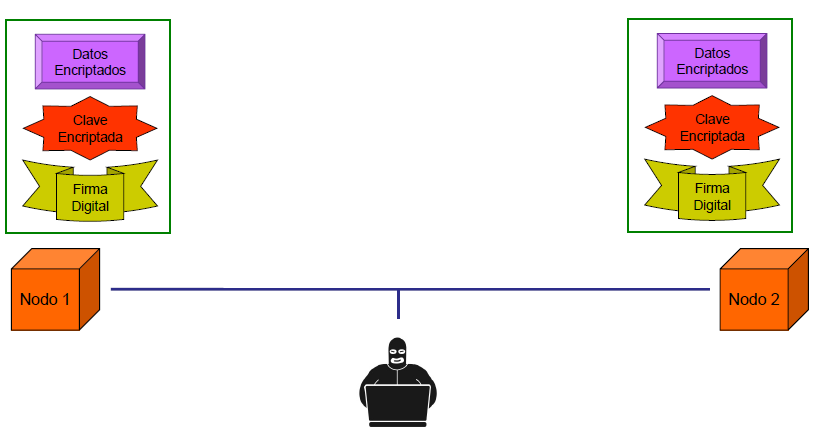 Datos
Encriptados
Clave
Encriptada
Firma
Digital
Nodo 1
Datos
Encriptados
Clave
Encriptada
Firma
Digital
Nodo 2